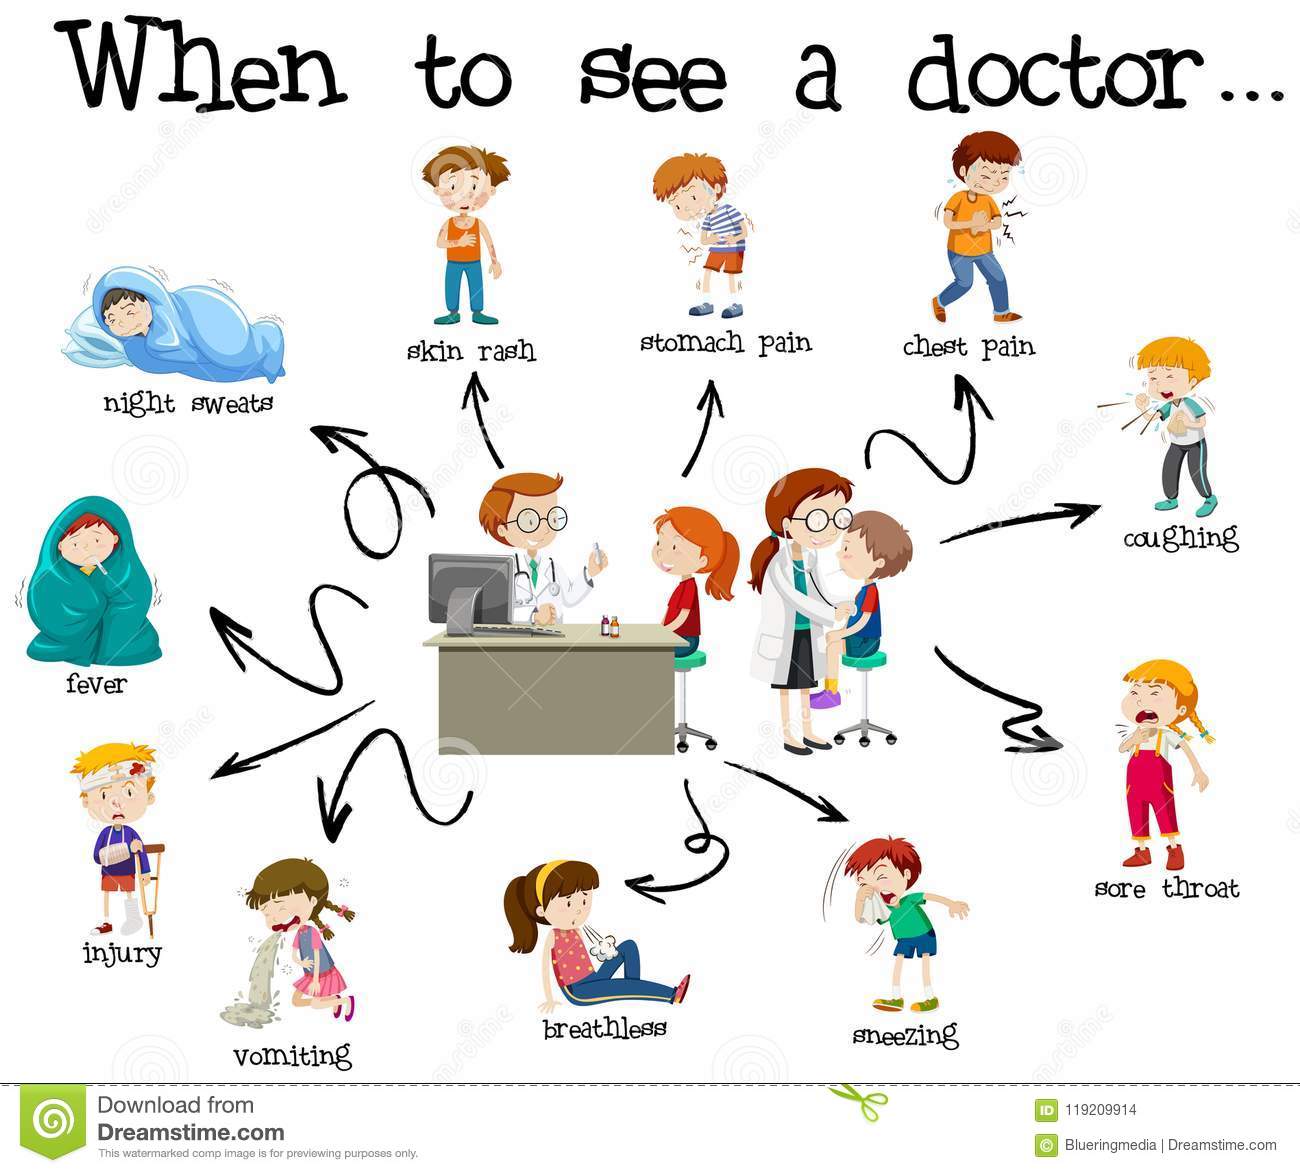 When to see a doctor...
skin rash
stomach pain
chest pain
night sweats
coughing
fever
sore throat
injury
vomiting
breathless
sneezing
dreamstime
Download from
Dreamstime.com
This watermarked comp image is for previewing purposes only.
ID 119209914
© Blueringmedia | Dreamstime.com